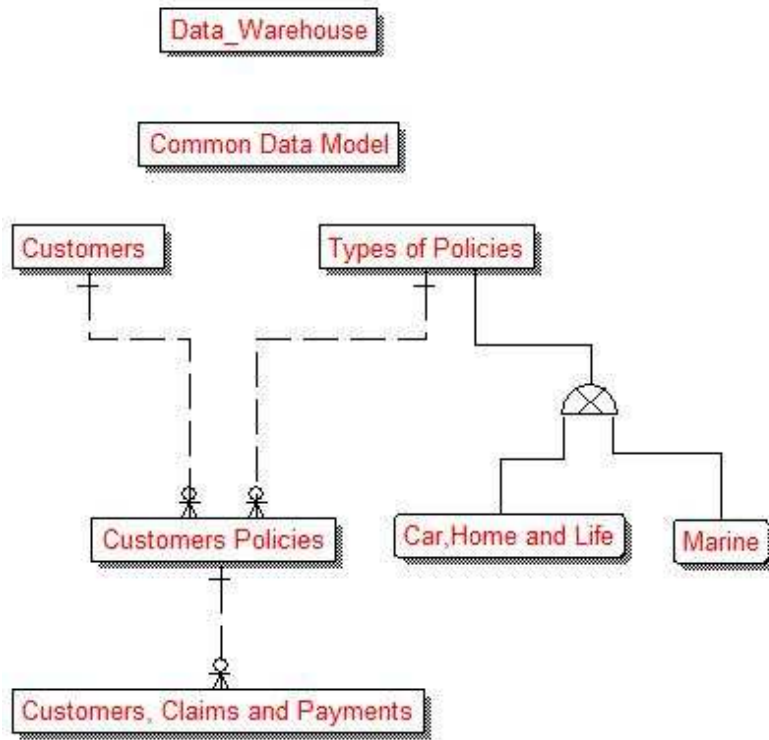 Data_Warehouse
Common Data Model
Customers
Types of Policies
Customers Policies
Car,Home and Life
Marine
Customers, Claims and Payments